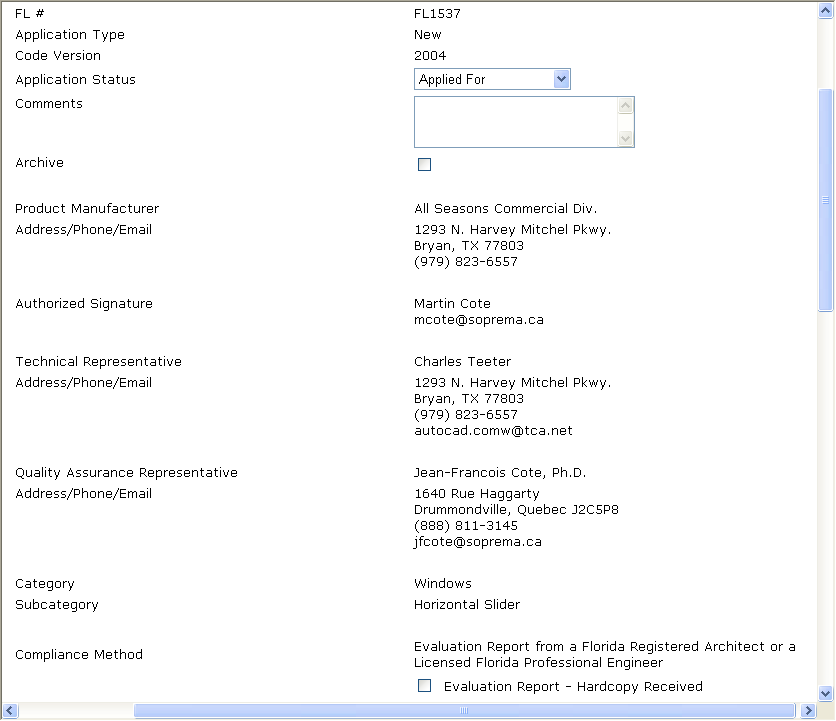 FL # FL1537
Application Type New
Code Version 2004
Application Status Applied For
Comments
Archive
Product Manufacturer All Seasons Commercial Div.
Address/Phone/Email 1293 N. Harvey Mitchel Pkwy.
Bryan, TX 77803
(979) 823-6557
Authorized Signature Martin Cote
mcote@soprema.ca
Technical Representative Charles Teeter
Address/Phone/Email 1293 N. Harvey Mitchel Pkwy.
Bryan, TX 77803
(979) 823-6557
autocad.comw@tca.net
Quality Assurance Representative Jean-Francois Cote, Ph.D.
Address/Phone/Email 1640 Rue Haggarty
Drummondville, Quebec J2C5P8
(888) 811-3145
jfcote@soprema.ca
Category Windows
Subcategory Horizontal Slider
Compliance Method Evaluation Report from a Florida Registered Architect or a
Licensed Florida Professional Engineer
Evaluation Report - Hardcopy Received